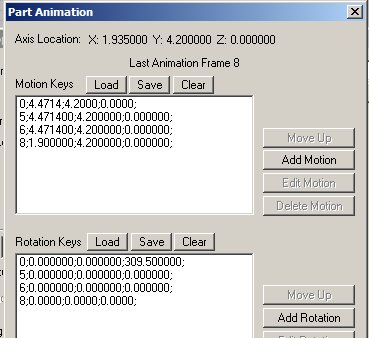 Part Animation
Axis Location: X: 1.935000 Y: 4.200000 Z: 0.000000
Last Animation Frame 8
Motion Keys Load Save Clear
0;4.4714;4.2000;0.0000;
5;4.471400;4.200000;0.000000;
6;4.471400;4.200000;0.000000;
8;1.900000;4.200000;0.000000;
Move Up
Add Motion
Edit Motion
Delete Motion
Rotation Keys Load Save Clear
0;0.000000;0.000000;309.500000;
5;0.000000;0.000000;0.000000;
6;0.000000;0.000000;0.000000;
8;0.0000;0.0000;0.0000;
Move Up
Add Rotation
Edit Rotation